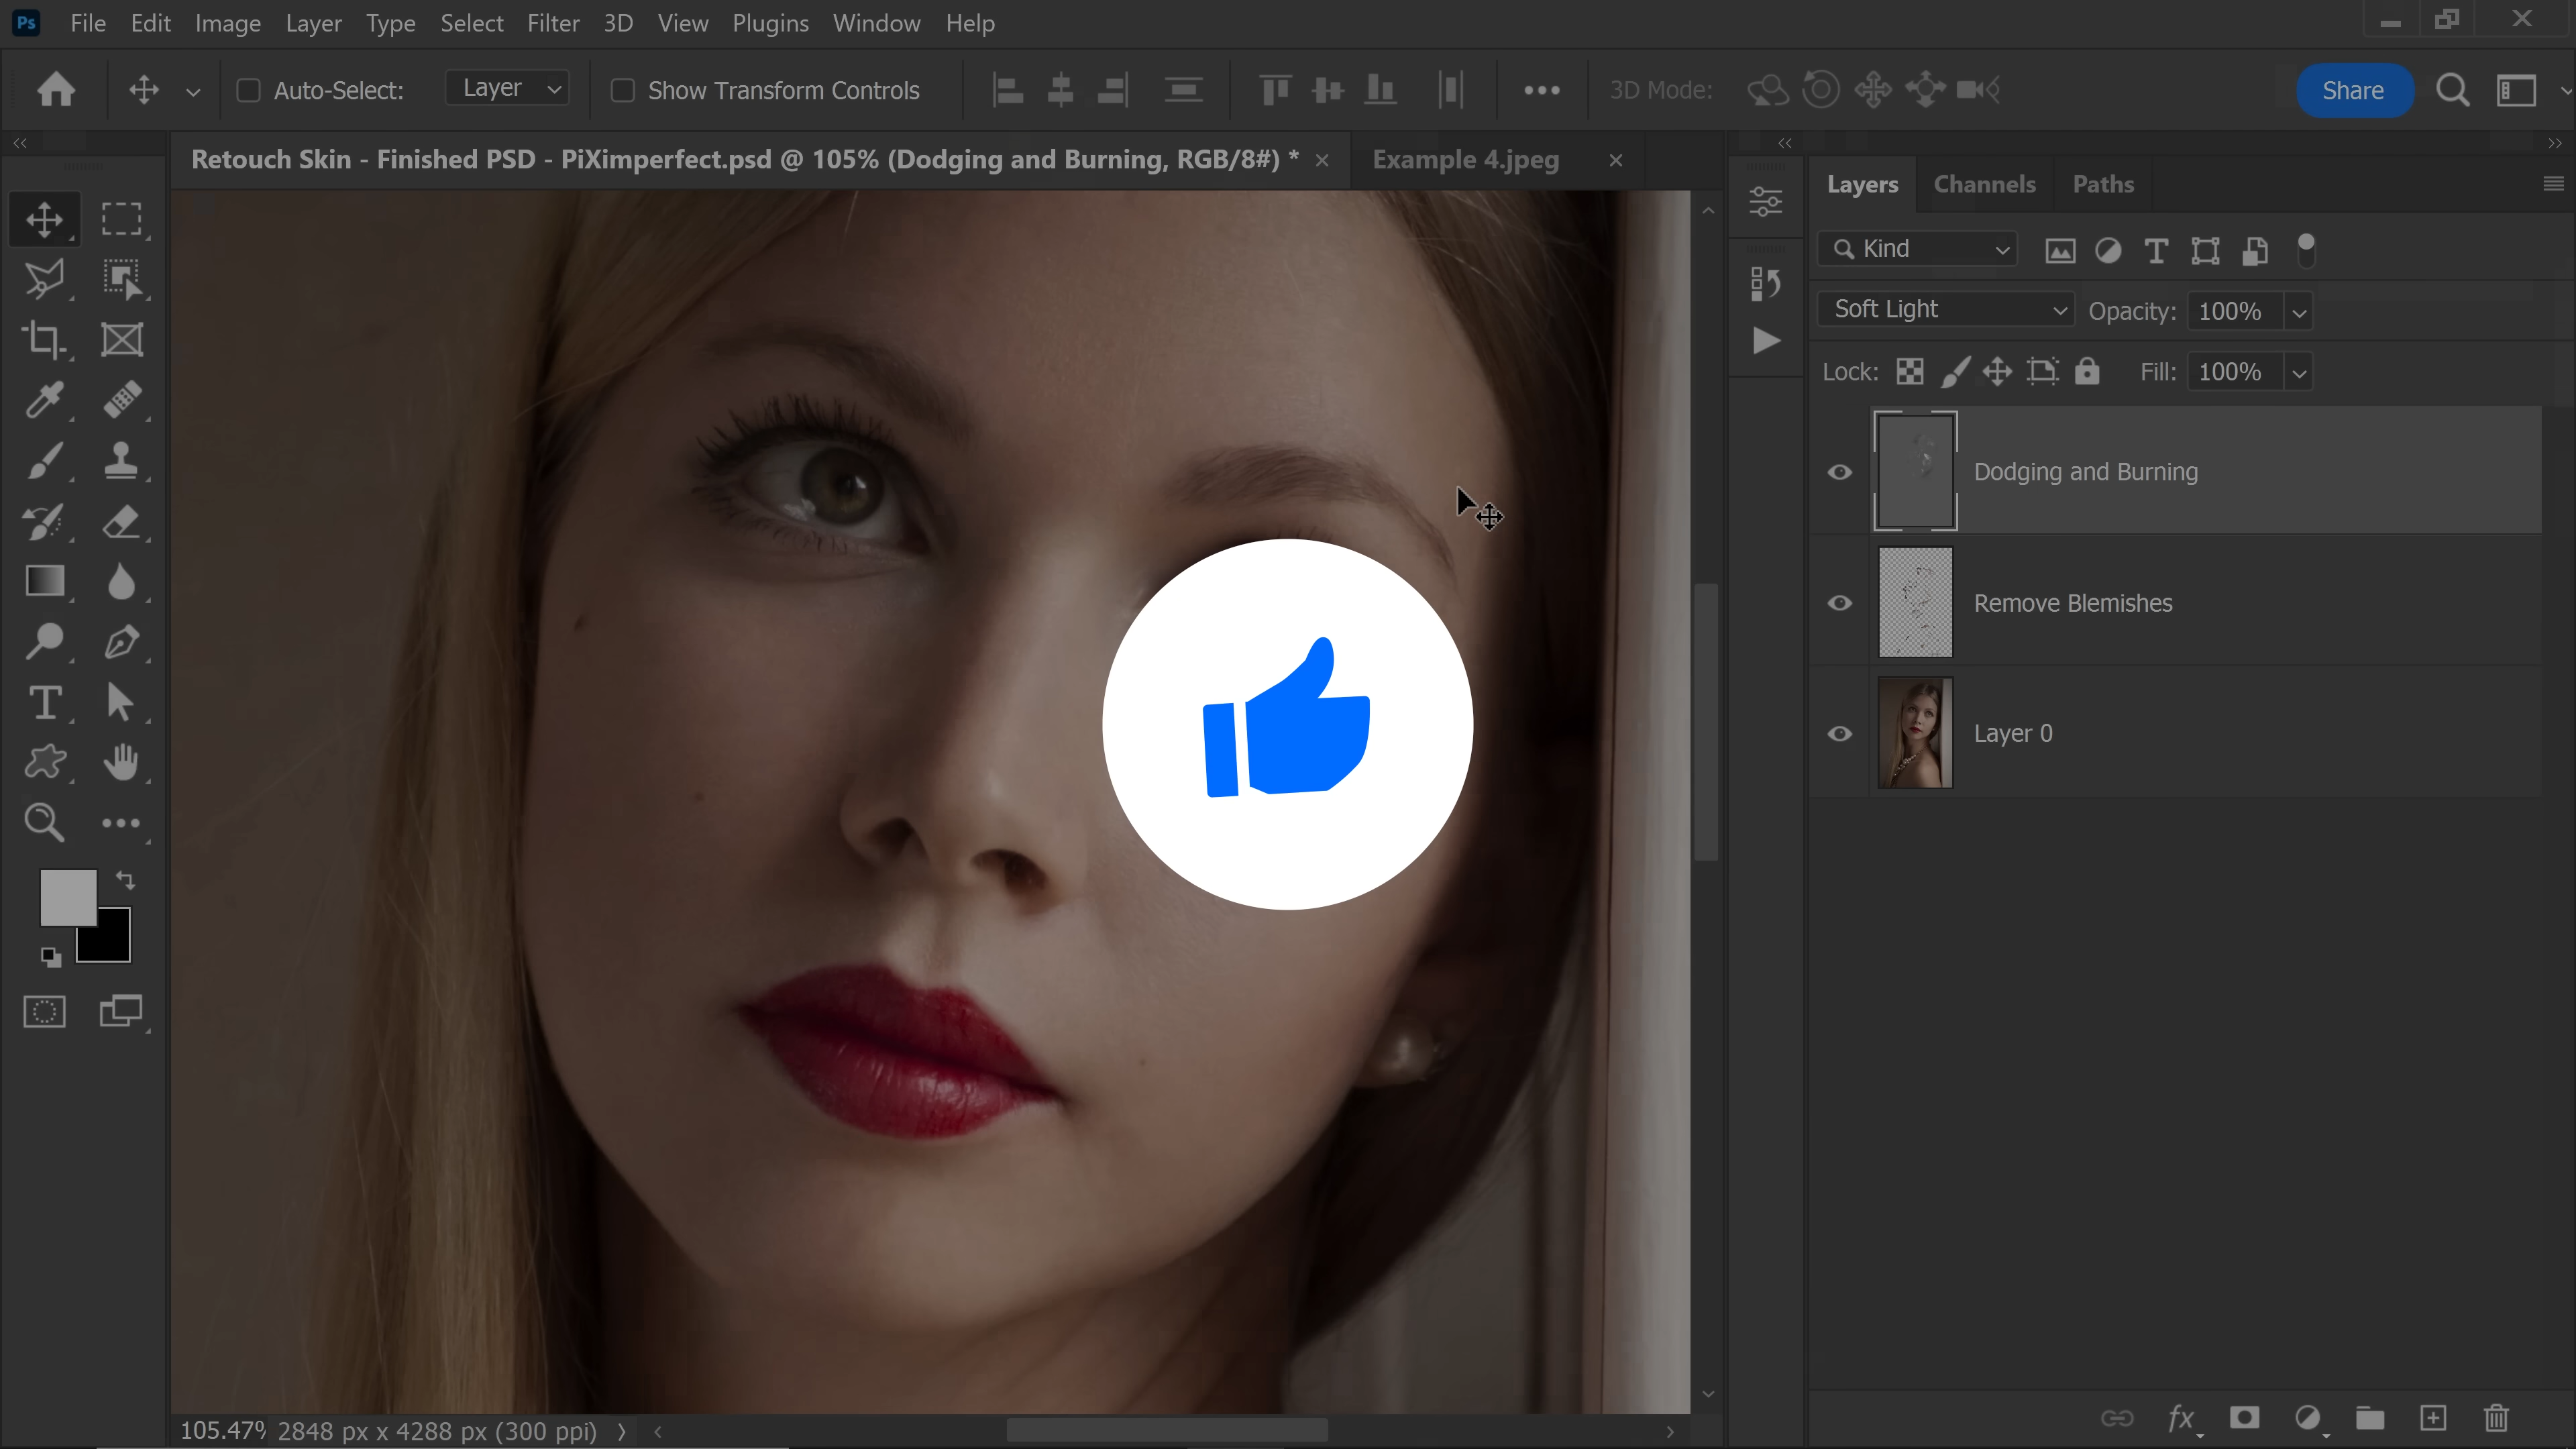 Ps File Edit Image Layer Type Select Filter 3D View Plugins Window Help
Auto-Select: Layer Show Transform Controls 3D Mode: Share
Retouch Skin - Finished PSD - PiXimperfect.psd @ 105% (Dodging and Burning, RGB/8#) * Example 4.jpeg
Layers Channels Paths
Kind
Soft Light Opacity: 100%
Lock: Fill: 100%
Dodging and Burning
Remove Blemishes
Layer 0
105.47% 2848 px x 4288 px (300 ppi)
fx